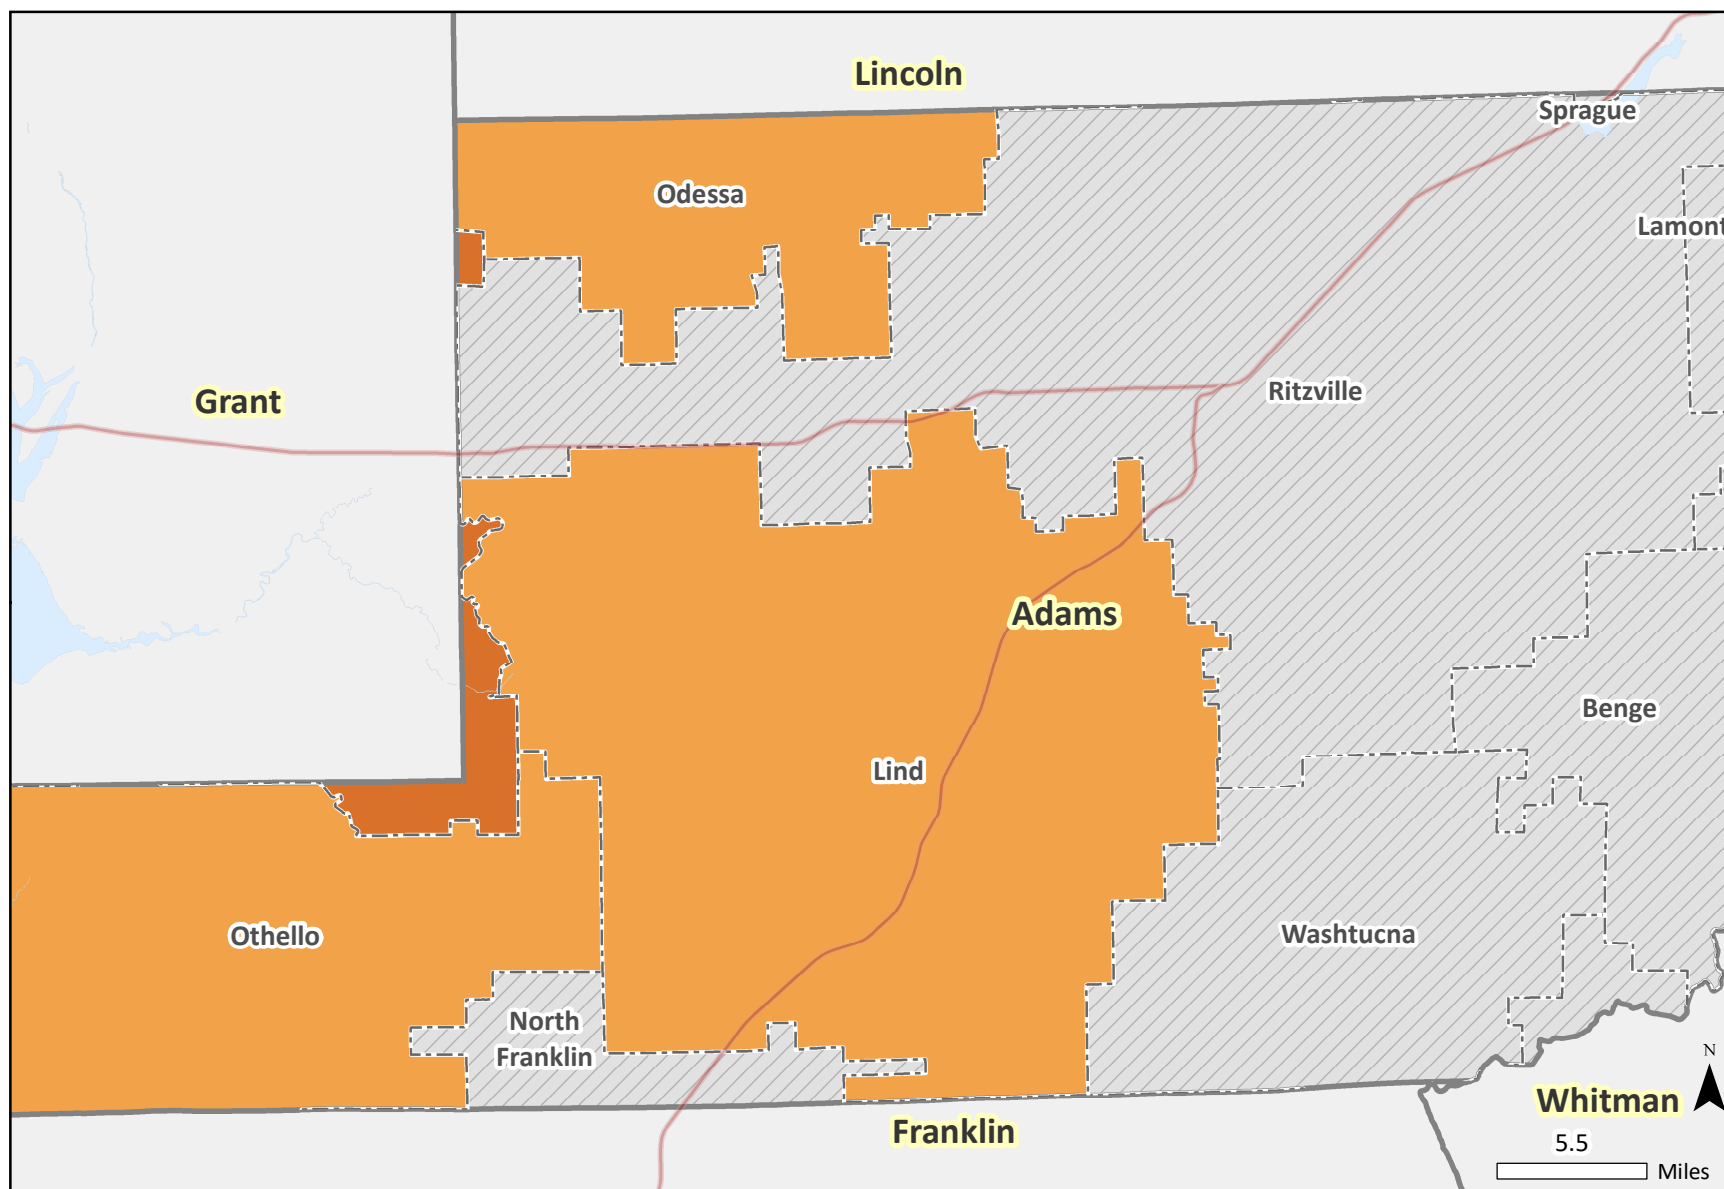 Lincoln
Sprague
Odessa
Lamont
Grant
Ritzville
Adams
Benge
Lind
Othello
Washtucna
North
Franklin
N
Whitman
Franklin
5.5
Miles